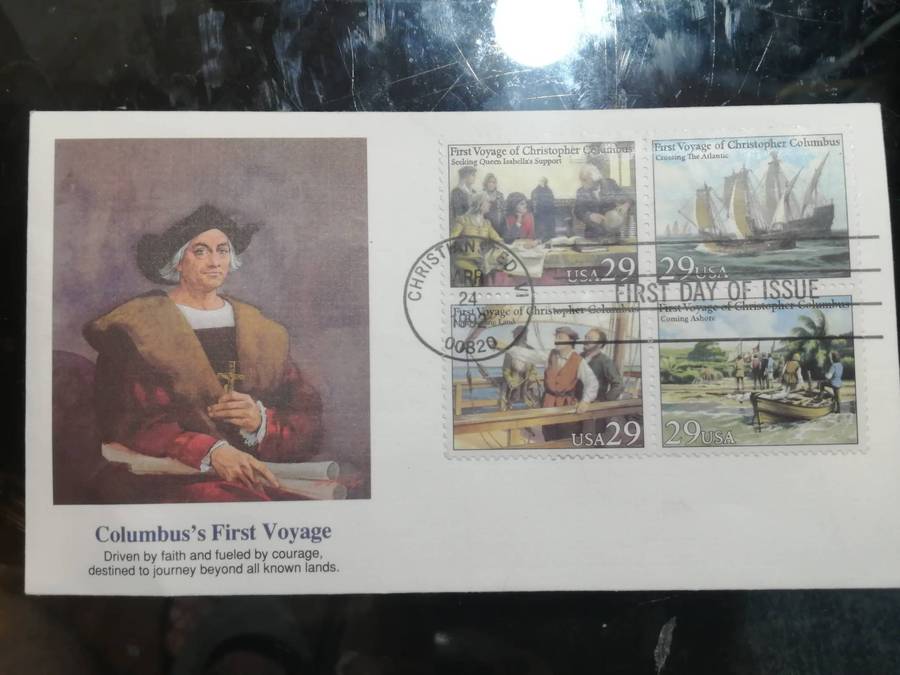 First Voyage of Christopher Columbus
Seeking Queen Isabella's Support
USA 29
First Voyage of Christopher Columbus
Crossing The Atlantic
29 USA
First Voyage of Christopher Columbus
Land
USA 29
First Voyage of Christopher Columbus
Coming Ashore
29 USA
CHRISTIANSTED VI
APR
24
1992
00820
FIRST DAY OF ISSUE
Columbus's First Voyage
Driven by faith and fueled by courage,
destined to journey beyond all known lands.